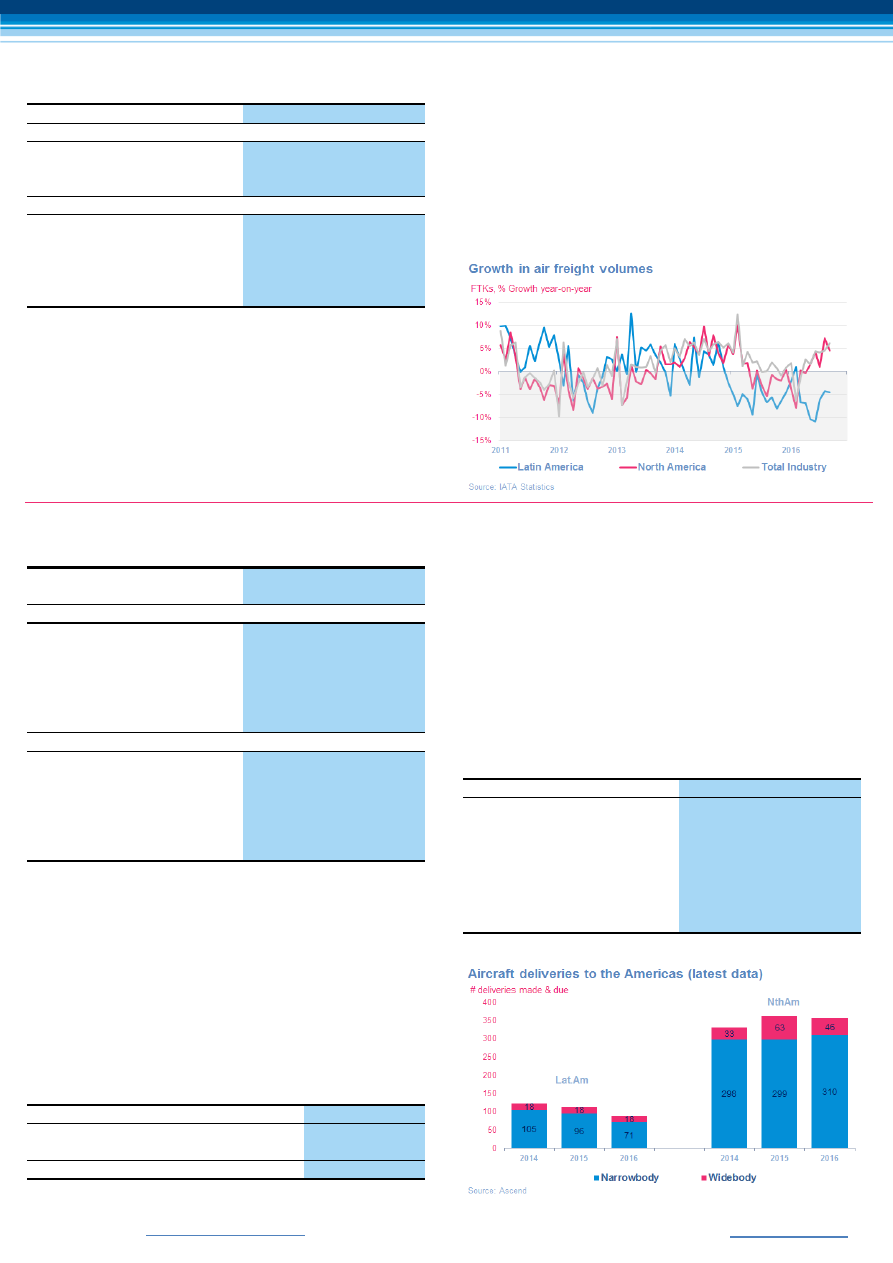 Growth in air freight volumes
FTKs, % Growth year-on-year
15%
10%
5%
0%
-5%
-10%
-15%
2011 2012 2013 2014 2015 2016
Latin America North America Total Industry
Source: IATA Statistics
Aircraft deliveries to the Americas (latest data)
# deliveries made & due
NthAm
Lat.Am
400
350
300
250
200
150
100
50
0
18 18 18 33 63 46
105 96 71 298 299 310
2014 2015 2016 2014 2015 2016
Narrowbody Widebody
Source: Ascend